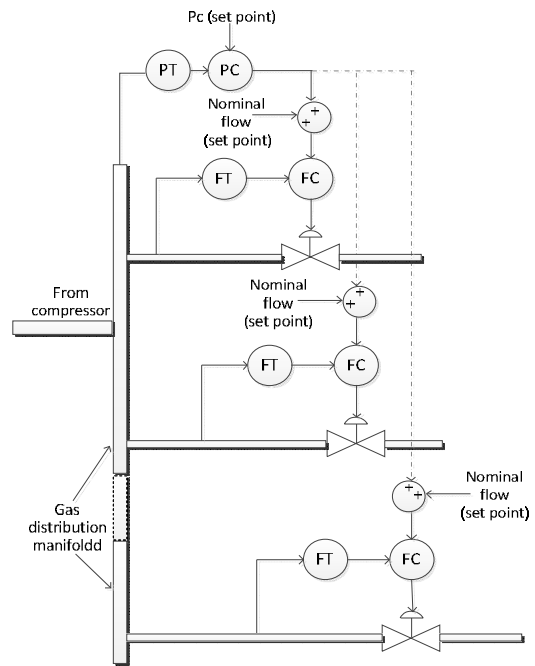 Pc (set point)
PT
PC
Nominal
flow
(set point)
+
+
FT
FC
From
compressor
Nominal
flow
(set point)
+
+
FT
FC
Gas
distribution
manifoldd
+
+
Nominal
flow
(set point)
FT
FC